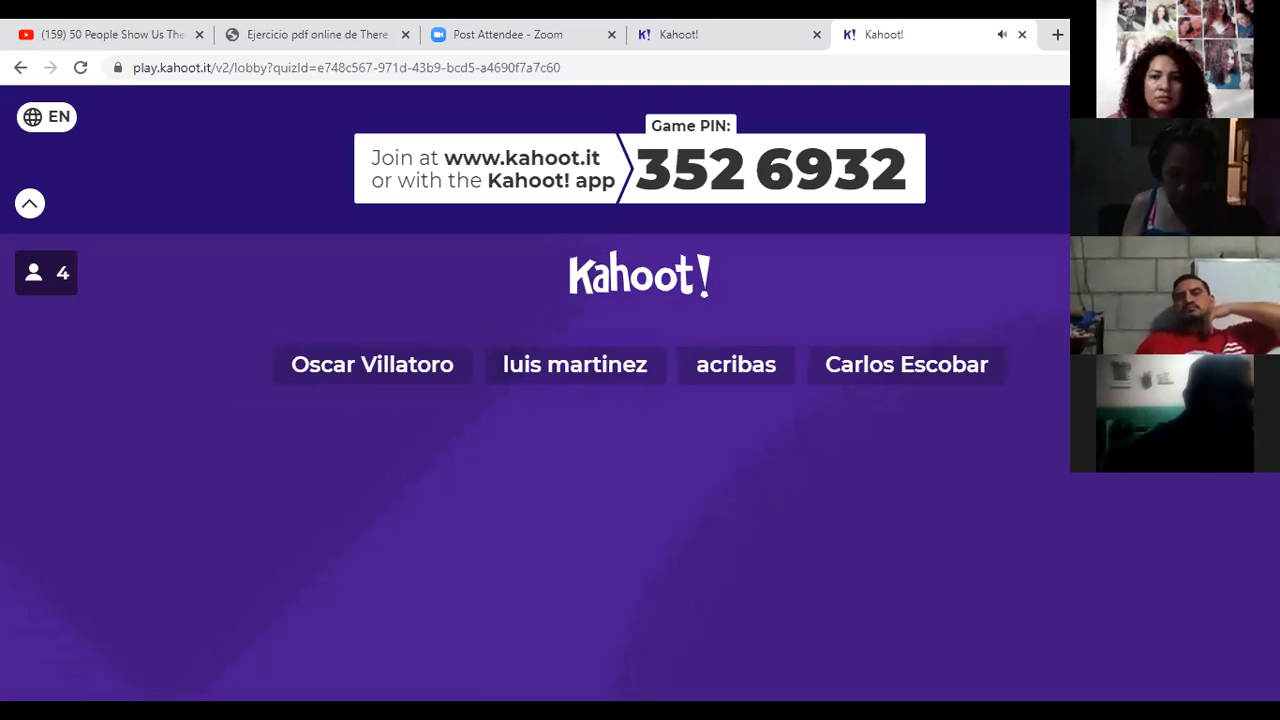 (159) 50 People Show Us The
Ejercicio pdf online de There
Post Attendee - Zoom
Kahoot!
Kahoot!
play.kahoot.it/v2/lobby?quizId=e748c567-971d-43b9-bcd5-a4690f7a7c60
EN
Game PIN:
Join at www.kahoot.it
or with the Kahoot! app
352 6932
4
Kahoot!
Oscar Villatoro
luis martinez
acribas
Carlos Escobar